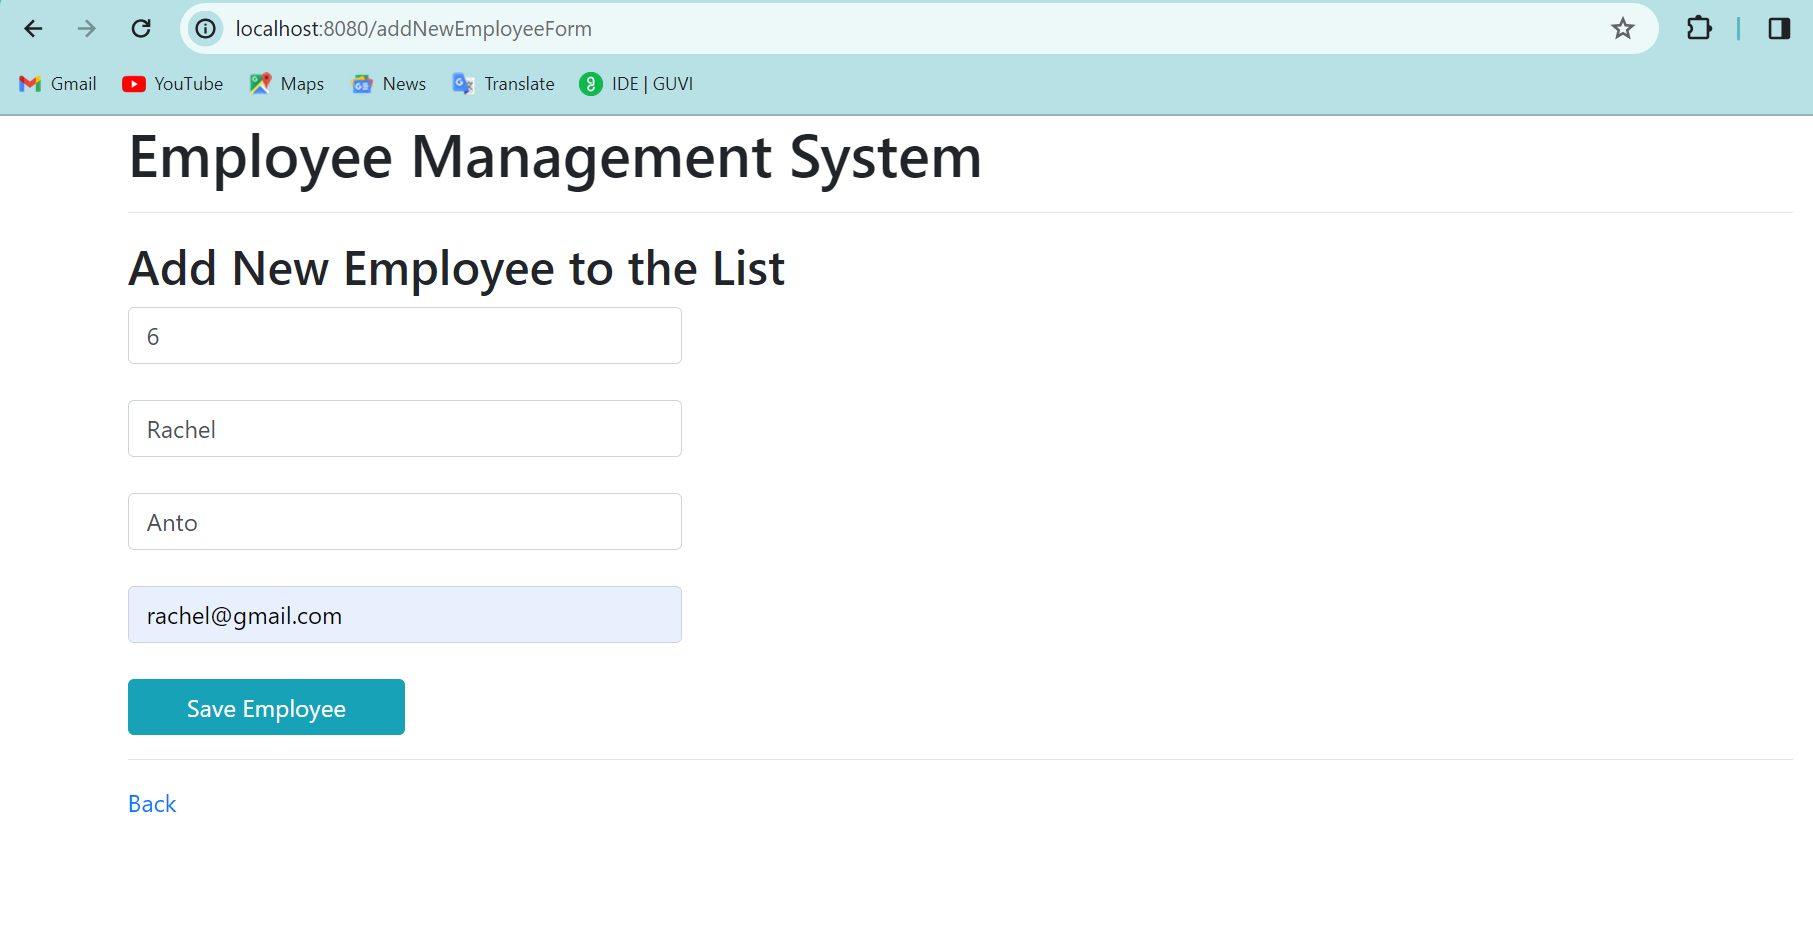 localhost:8080/addNewEmployeeForm
Gmail YouTube Maps News Translate IDE | GUVI
Employee Management System
Add New Employee to the List
6
Rachel
Anto
rachel@gmail.com
Save Employee
Back